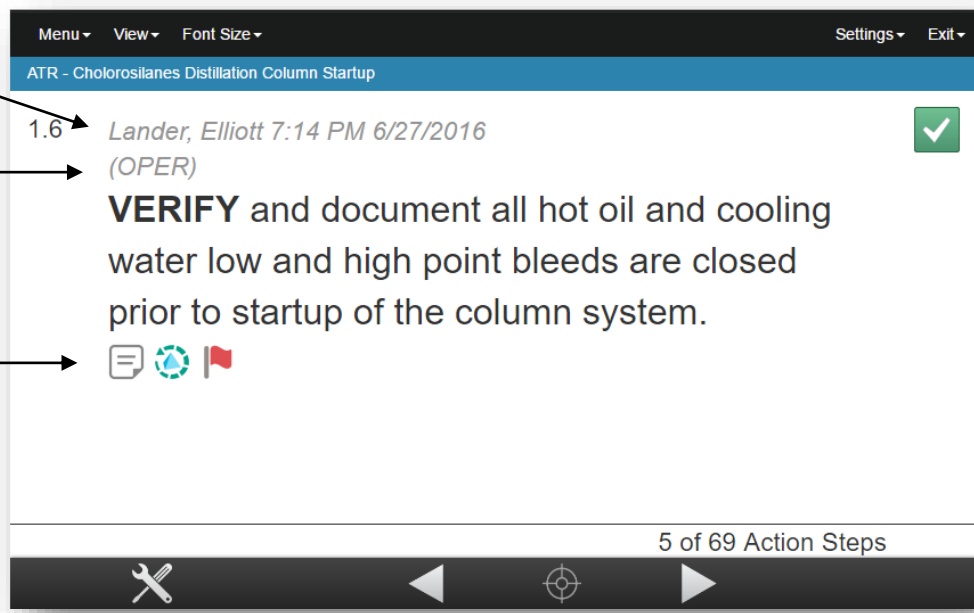 Menu View Font Size Settings Exit
ATR - Cholorosilanes Distillation Column Startup
1.6 Lander, Elliott 7:14 PM 6/27/2016
(OPER)
VERIFY and document all hot oil and cooling
water low and high point bleeds are closed
prior to startup of the column system.
5 of 69 Action Steps